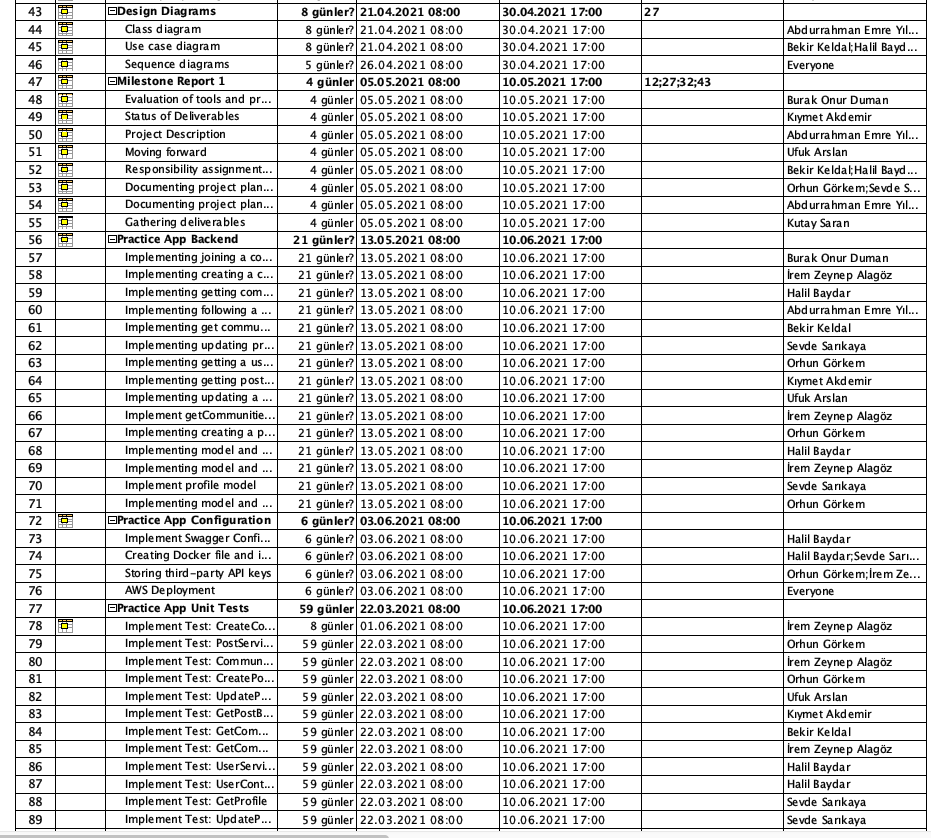 43 Design Diagrams 8 günler? 21.04.2021 08:00 30.04.2021 17:00 27
44 Class diagram 8 günler? 21.04.2021 08:00 30.04.2021 17:00 Abdurrahman Emre Yıl...
45 Use case diagram 8 günler? 21.04.2021 08:00 30.04.2021 17:00 Bekir Keldal;Halil Bayd...
46 Sequence diagrams 5 günler? 26.04.2021 08:00 30.04.2021 17:00 Everyone
47 Milestone Report 1 4 günler 05.05.2021 08:00 10.05.2021 17:00 12;27;32;43
48 Evaluation of tools and pr... 4 günler 05.05.2021 08:00 10.05.2021 17:00 Burak Onur Duman
49 Status of Deliverables 4 günler 05.05.2021 08:00 10.05.2021 17:00 Kıymet Akdemir
50 Project Description 4 günler 05.05.2021 08:00 10.05.2021 17:00 Abdurrahman Emre Yıl...
51 Moving forward 4 günler 05.05.2021 08:00 10.05.2021 17:00 Ufuk Arslan
52 Responsibility assignment... 4 günler 05.05.2021 08:00 10.05.2021 17:00 Bekir Keldal;Halil Bayd...
53 Documenting project plan... 4 günler 05.05.2021 08:00 10.05.2021 17:00 Orhun Görkem;Sevde S...
54 Documenting project plan... 4 günler 05.05.2021 08:00 10.05.2021 17:00 Abdurrahman Emre Yıl...
55 Gathering deliverables 4 günler 05.05.2021 08:00 10.05.2021 17:00 Kutay Saran
56 Practice App Backend 21 günler? 13.05.2021 08:00 10.06.2021 17:00
57 Implementing joining a co... 21 günler? 13.05.2021 08:00 10.06.2021 17:00 Burak Onur Duman
58 Implementing creating a c... 21 günler? 13.05.2021 08:00 10.06.2021 17:00 İrem Zeynep Alagöz
59 Implementing getting com... 21 günler? 13.05.2021 08:00 10.06.2021 17:00 Halil Baydar
60 Implementing following a ... 21 günler? 13.05.2021 08:00 10.06.2021 17:00 Abdurrahman Emre Yıl...
61 Implementing get commu... 21 günler? 13.05.2021 08:00 10.06.2021 17:00 Bekir Keldal
62 Implementing updating pr... 21 günler? 13.05.2021 08:00 10.06.2021 17:00 Sevde Sarıkaya
63 Implementing getting a us... 21 günler? 13.05.2021 08:00 10.06.2021 17:00 Orhun Görkem
64 Implementing getting post... 21 günler? 13.05.2021 08:00 10.06.2021 17:00 Kıymet Akdemir
65 Implementing updating a ... 21 günler? 13.05.2021 08:00 10.06.2021 17:00 Ufuk Arslan
66 Implement getCommunitie... 21 günler? 13.05.2021 08:00 10.06.2021 17:00 İrem Zeynep Alagöz
67 Implementing creating a p... 21 günler? 13.05.2021 08:00 10.06.2021 17:00 Orhun Görkem
68 Implementing model and ... 21 günler? 13.05.2021 08:00 10.06.2021 17:00 Halil Baydar
69 Implementing model and ... 21 günler? 13.05.2021 08:00 10.06.2021 17:00 İrem Zeynep Alagöz
70 Implement profile model 21 günler? 13.05.2021 08:00 10.06.2021 17:00 Sevde Sarıkaya
71 Implementing model and ... 21 günler? 13.05.2021 08:00 10.06.2021 17:00 Orhun Görkem
72 Practice App Configuration 6 günler? 03.06.2021 08:00 10.06.2021 17:00
73 Implement Swagger Confi... 6 günler? 03.06.2021 08:00 10.06.2021 17:00 Halil Baydar
74 Creating Docker file and i... 6 günler? 03.06.2021 08:00 10.06.2021 17:00 Halil Baydar;Sevde Sarı...
75 Storing third-party API keys 6 günler? 03.06.2021 08:00 10.06.2021 17:00 Orhun Görkem;İrem Ze...
76 AWS Deployment 6 günler? 03.06.2021 08:00 10.06.2021 17:00 Everyone
77 Practice App Unit Tests 59 günler 22.03.2021 08:00 10.06.2021 17:00
78 Implement Test: CreateCo... 8 günler 01.06.2021 08:00 10.06.2021 17:00 İrem Zeynep Alagöz
79 Implement Test: PostServi... 59 günler 22.03.2021 08:00 10.06.2021 17:00 Orhun Görkem
80 Implement Test: Commun... 59 günler 22.03.2021 08:00 10.06.2021 17:00 İrem Zeynep Alagöz
81 Implement Test: CreatePo... 59 günler 22.03.2021 08:00 10.06.2021 17:00 Orhun Görkem
82 Implement Test: UpdateP... 59 günler 22.03.2021 08:00 10.06.2021 17:00 Ufuk Arslan
83 Implement Test: GetPostB... 59 günler 22.03.2021 08:00 10.06.2021 17:00 Kıymet Akdemir
84 Implement Test: GetCom... 59 günler 22.03.2021 08:00 10.06.2021 17:00 Bekir Keldal
85 Implement Test: GetCom... 59 günler 22.03.2021 08:00 10.06.2021 17:00 İrem Zeynep Alagöz
86 Implement Test: UserServi... 59 günler 22.03.2021 08:00 10.06.2021 17:00 Halil Baydar
87 Implement Test: UserCont... 59 günler 22.03.2021 08:00 10.06.2021 17:00 Halil Baydar
88 Implement Test: GetProfile 59 günler 22.03.2021 08:00 10.06.2021 17:00 Sevde Sarıkaya
89 Implement Test: UpdateP... 59 günler 22.03.2021 08:00 10.06.2021 17:00 Sevde Sarıkaya